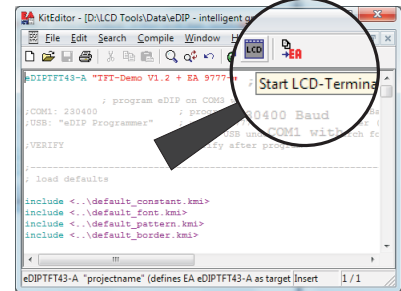 KitEditor - [D:\LCD Tools\Data\eDIP - intelligent g
File Edit Search Compile Window H
LCD
EA
Start LCD-Termina
eDIPTFT43-A "TFT-Demo V1.2 + EA 9777-
; program eDIP on COM3
;COM1: 230400 ; pro
230400 Baud
;USB: "eDIP Programmer"
USB
COM1 with
;VERIFY
fy after progra
;
; load defaults
include <..\default_constant.kmi>
include <..\default_font.kmi>
include <..\default_pattern.kmi>
include <..\default_border.kmi>
eDIPTFT43-A "projectname" (defines EA eDIPTFT43-A as target
Insert
1 / 1